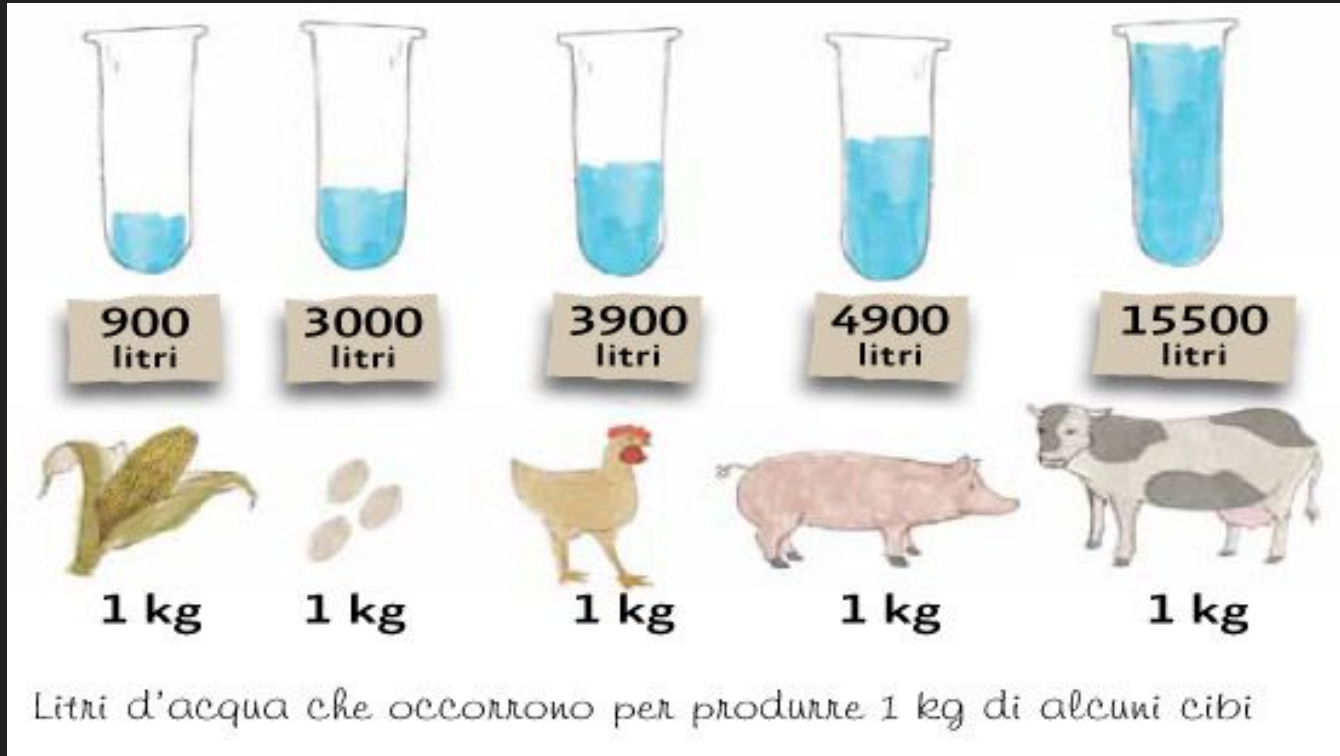 900
litri
3000
litri
3900
litri
4900
litri
15500
litri
1 kg
1 kg
1 kg
1 kg
1 kg
Litri d'acqua che occorrono per produrre 1 kg di alcuni cibi